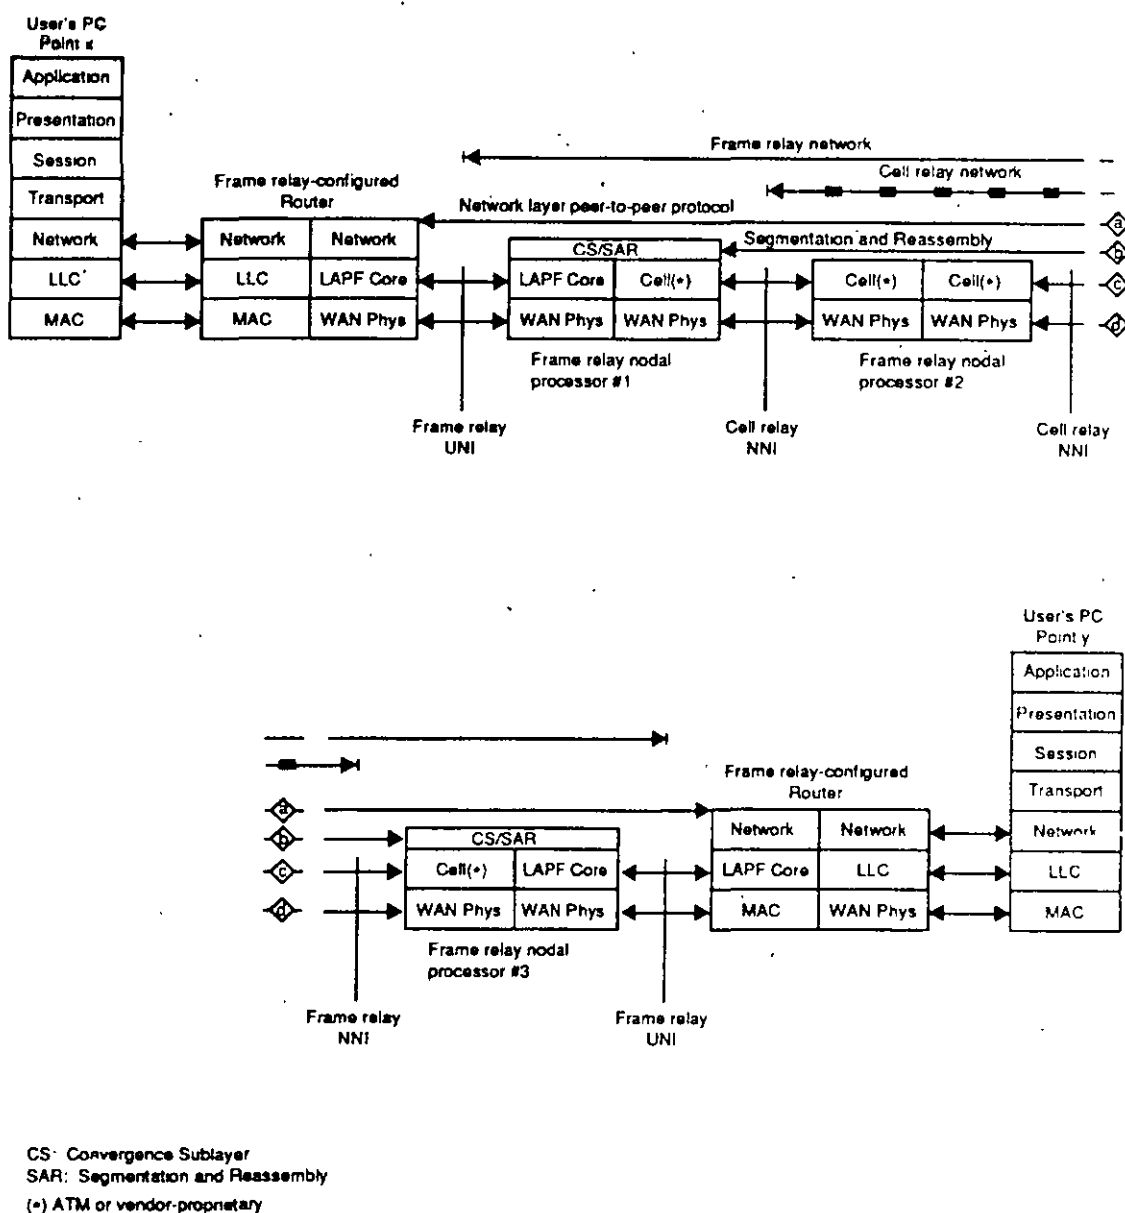 User's PC
Point x
Application
Presentation
Session
Transport
Network
LLC
MAC
Frame relay-configured
Router
Network Network
LLC LAPF Core
MAC WAN Phys
Frame relay network
Cell relay network
Network layer peer-to-peer protocol
a
Segmentation and Reassembly
b
CS/SAR
LAPF Core Cell(*)
WAN Phys WAN Phys
Frame relay nodal
processor #1
Cell(*) Cell(*)
c
WAN Phys WAN Phys
d
Frame relay nodal
processor #2
Frame relay
UNI
Cell relay
NNI
Cell relay
NNI
User's PC
Point y
Application
Presentation
Session
Transport
Network
LLC
MAC
Frame relay-configured
Router
Network Network
LAPF Core LLC
MAC WAN Phys
a
b
c
d
CS/SAR
Cell(*) LAPF Core
WAN Phys WAN Phys
Frame relay nodal
processor #3
Frame relay
NNI
Frame relay
UNI
CS: Convergence Sublayer
SAR: Segmentation and Reassembly
(*) ATM or vendor-proprietary